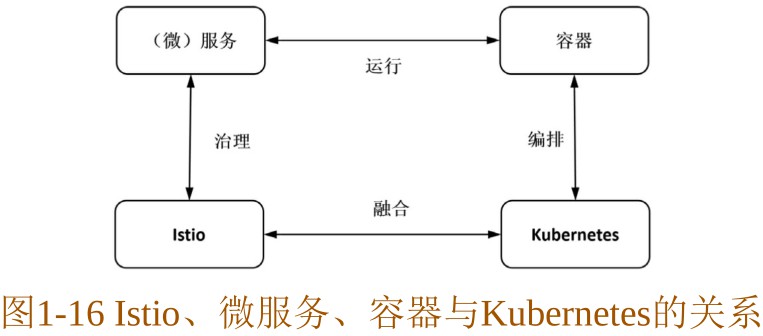 （微）服务
容器
运行
治理
编排
Istio
融合
Kubernetes
图1-16 Istio、微服务、容器与Kubernetes的关系